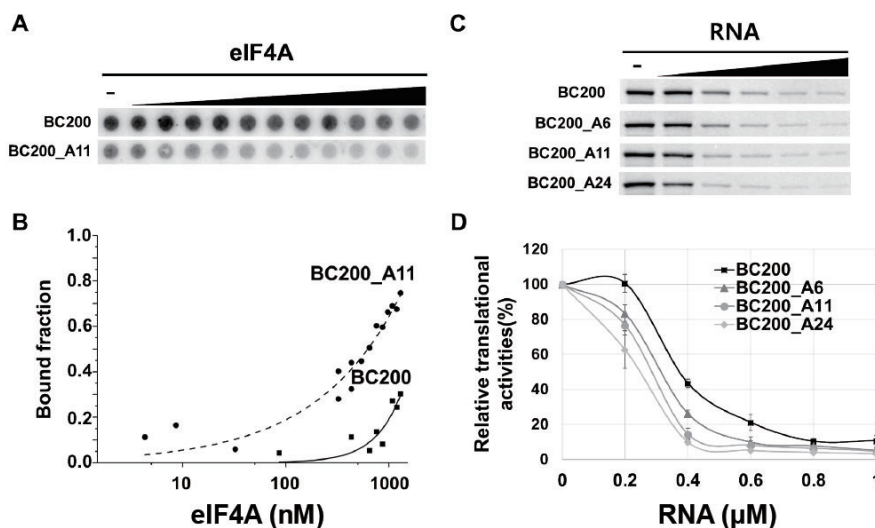 A
eIF4A
–
BC200
BC200_A11
B
Bound fraction
1.0
0.8
0.6
0.4
0.2
0.0
BC200_A11
BC200
10
100
1000
eIF4A (nM)
C
RNA
–
BC200
BC200_A6
BC200_A11
BC200_A24
D
Relative translational
activities(%)
120
100
80
60
40
20
0
BC200
BC200_A6
BC200_A11
BC200_A24
0
0.2
0.4
0.6
0.8
1
RNA (μM)